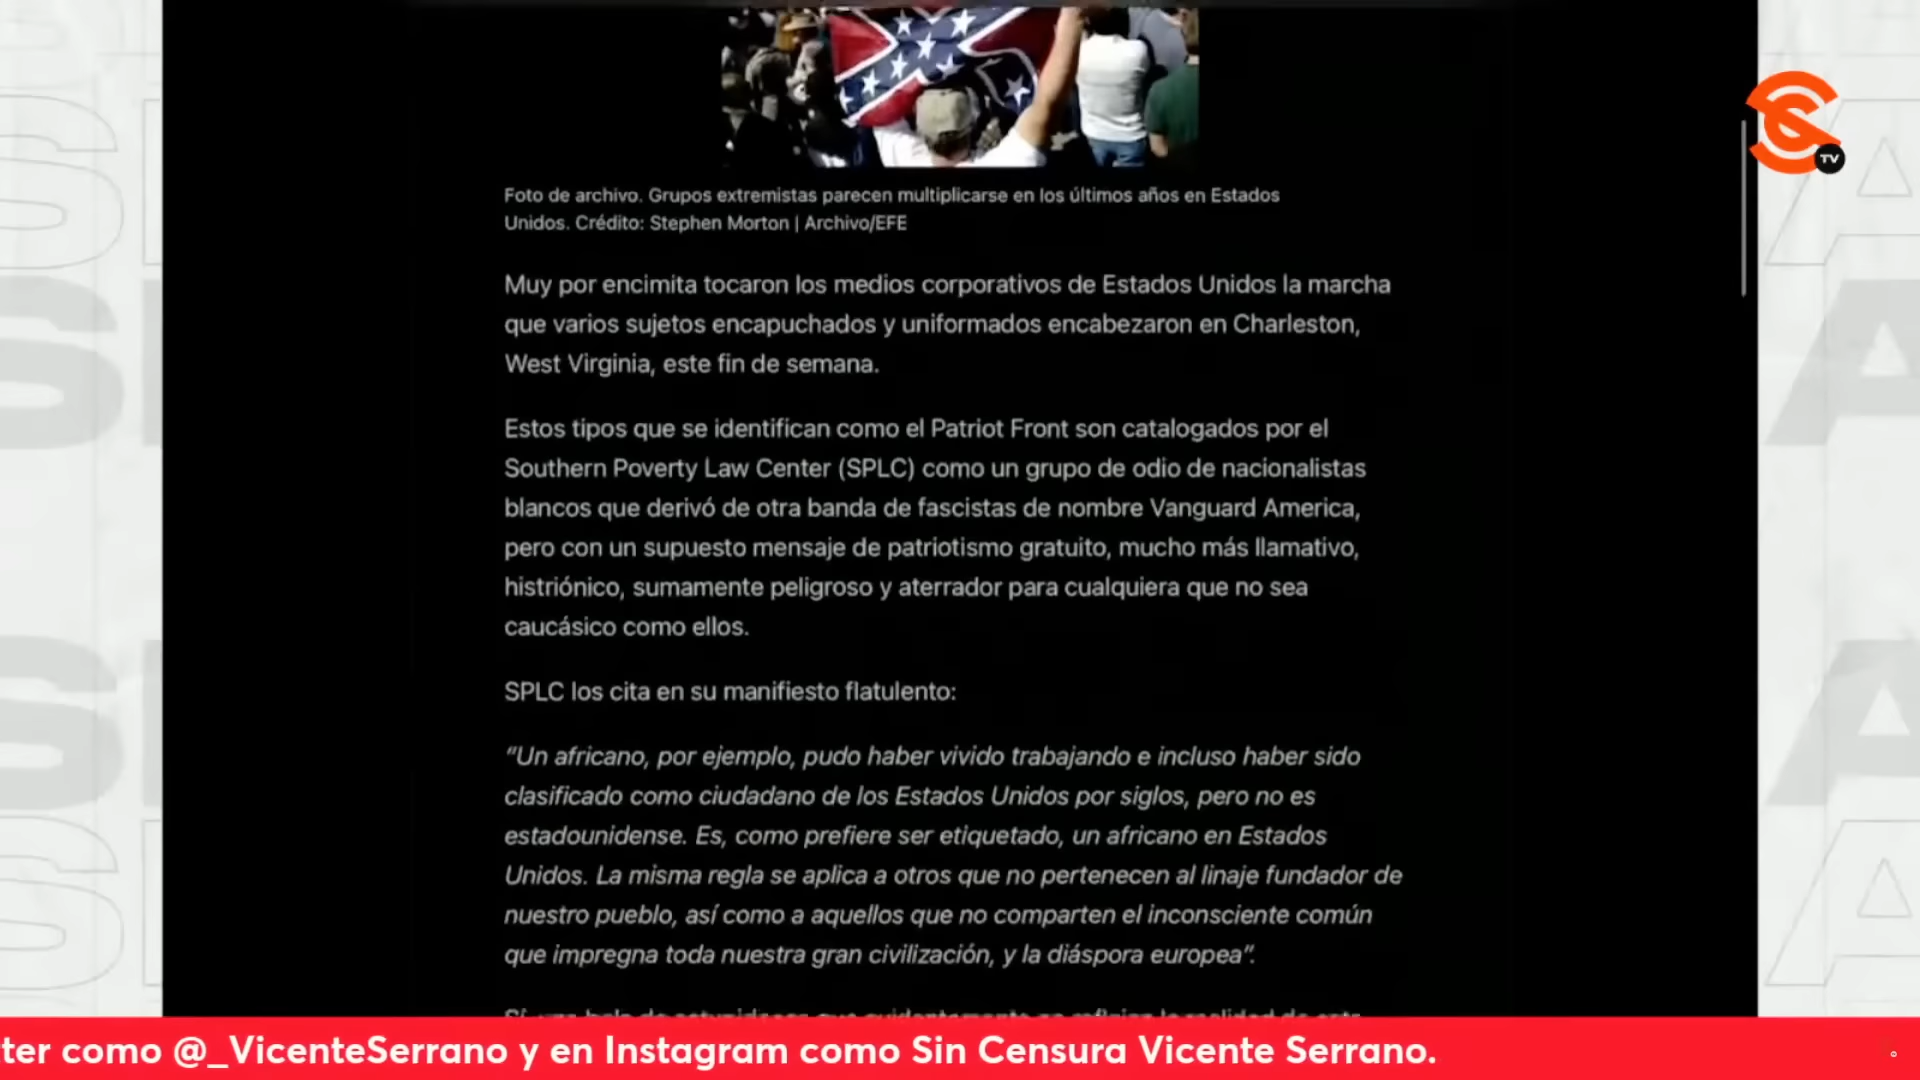 TV
Foto de archivo. Grupos extremistas parecen multiplicarse en los últimos años en Estados
Unidos. Crédito: Stephen Morton | Archivo/EFE
Muy por encimita tocaron los medios corporativos de Estados Unidos la marcha
que varios sujetos encapuchados y uniformados encabezaron en Charleston,
West Virginia, este fin de semana.
Estos tipos que se identifican como el Patriot Front son catalogados por el
Southern Poverty Law Center (SPLC) como un grupo de odio de nacionalistas
blancos que derivó de otra banda de fascistas de nombre Vanguard America,
pero con un supuesto mensaje de patriotismo gratuito, mucho más llamativo,
histriónico, sumamente peligroso y aterrador para cualquiera que no sea
caucásico como ellos.
SPLC los cita en su manifiesto flatulento:
“Un africano, por ejemplo, pudo haber vivido trabajando e incluso haber sido
clasificado como ciudadano de los Estados Unidos por siglos, pero no es
estadounidense. Es, como prefiere ser etiquetado, un africano en Estados
Unidos. La misma regla se aplica a otros que no pertenecen al linaje fundador de
nuestro pueblo, así como a aquellos que no comparten el inconsciente común
que impregna toda nuestra gran civilización, y la diáspora europea”.
ter como @_VicenteSerrano y en Instagram como Sin Censura Vicente Serrano.